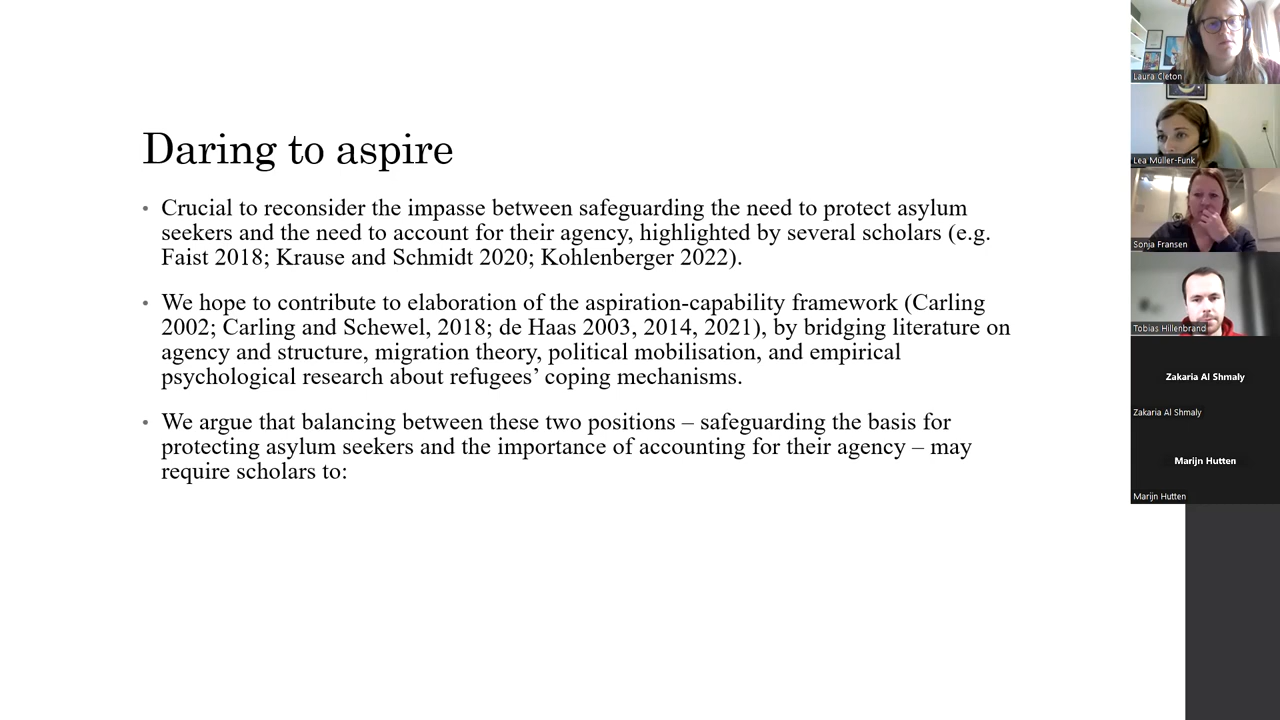 Daring to aspire
• Crucial to reconsider the impasse between safeguarding the need to protect asylum
seekers and the need to account for their agency, highlighted by several scholars (e.g.
Faist 2018; Krause and Schmidt 2020; Kohlenberger 2022).
• We hope to contribute to elaboration of the aspiration-capability framework (Carling
2002; Carling and Schewel, 2018; de Haas 2003, 2014, 2021), by bridging literature on
agency and structure, migration theory, political mobilisation, and empirical
psychological research about refugees’ coping mechanisms.
• We argue that balancing between these two positions – safeguarding the basis for
protecting asylum seekers and the importance of accounting for their agency – may
require scholars to:
Laura Cleton
Lea Müller-Funk
Sonja Fransen
Tobias Hillenbrand
Zakaria Al Shmaly
Zakaria Al Shmaly
Marijn Hutten
Marijn Hutten